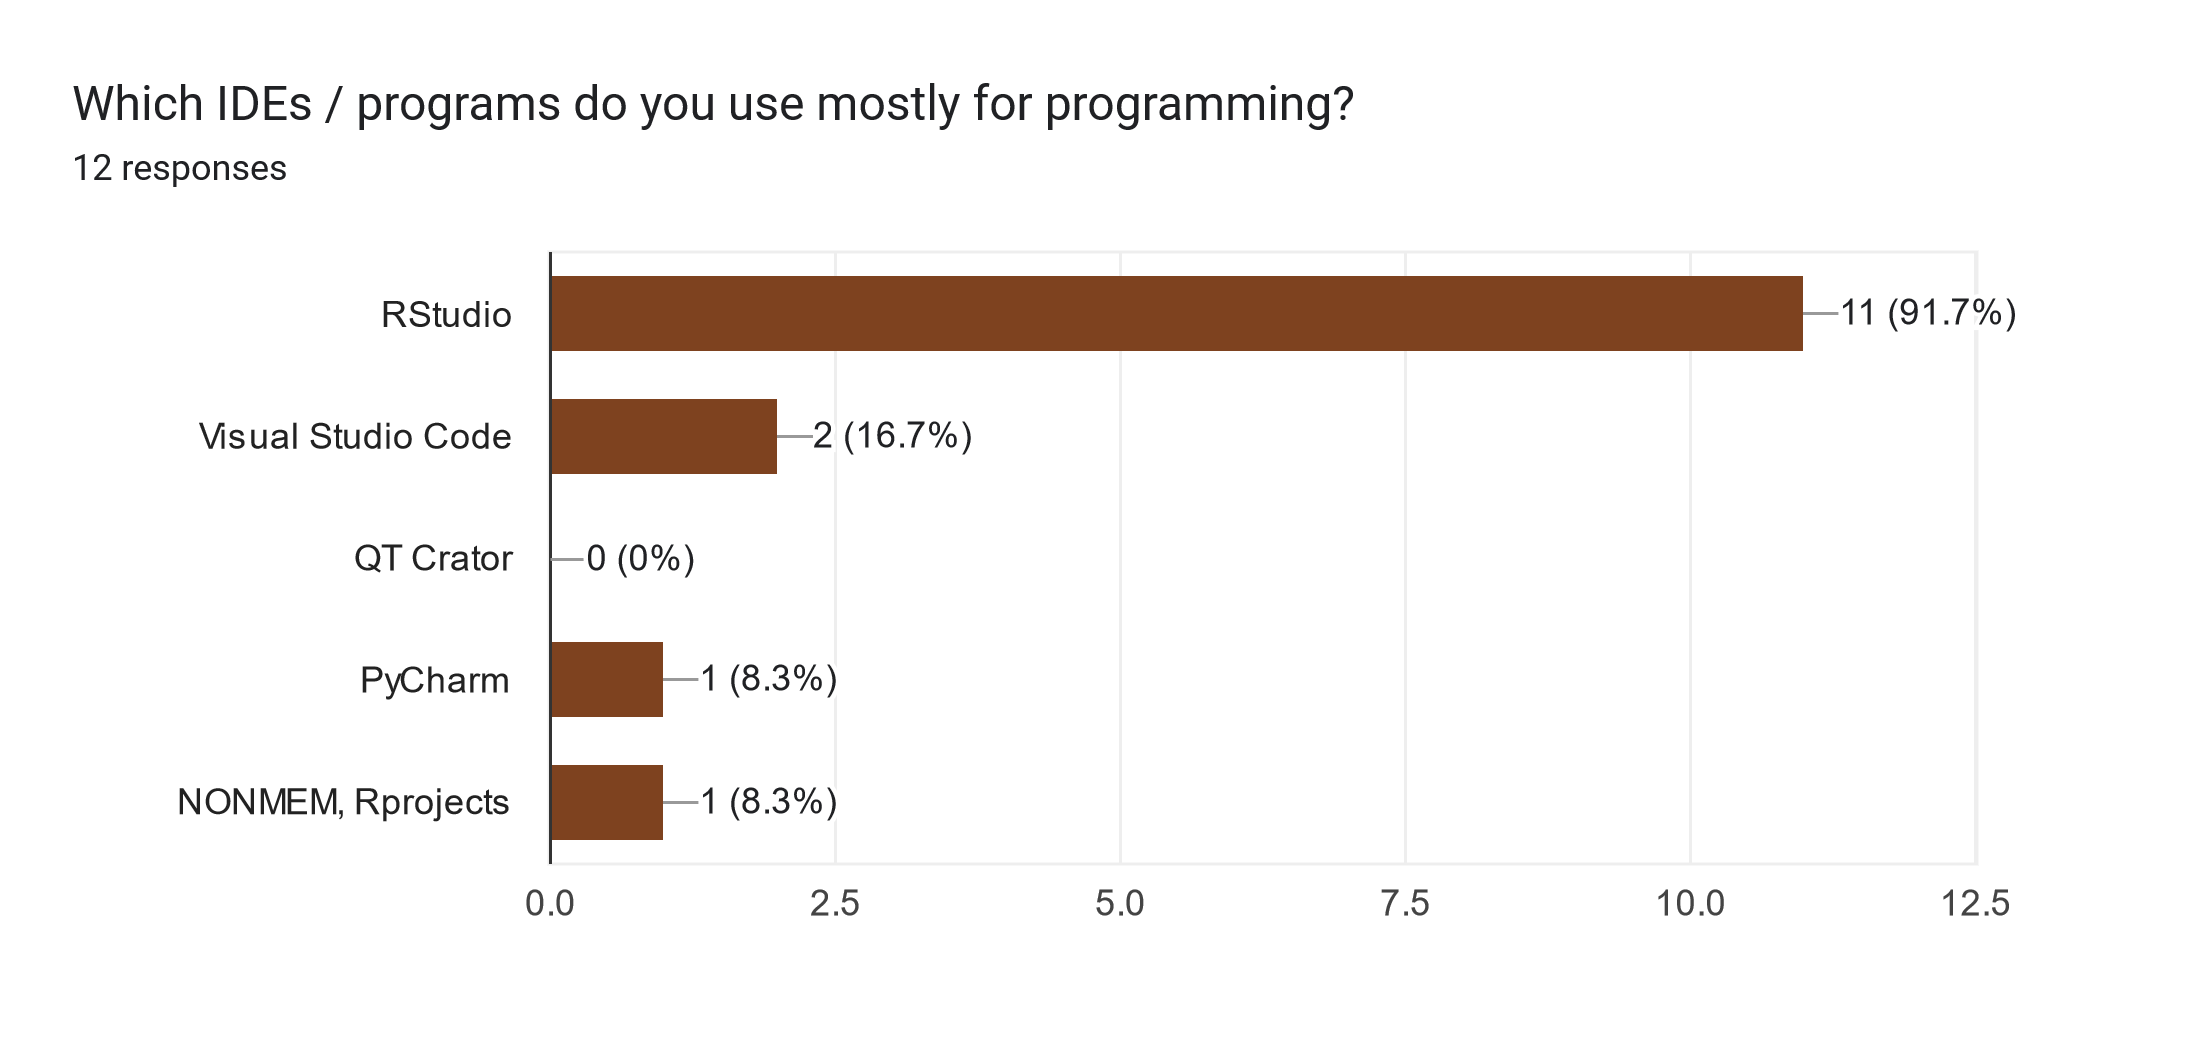 Which IDEs / programs do you use mostly for programming?
12 responses
RStudio
11 (91.7%)
Visual Studio Code
2 (16.7%)
QT Crator
0 (0%)
PyCharm
1 (8.3%)
NONMEM, Rprojects
1 (8.3%)
0.0 2.5 5.0 7.5 10.0 12.5